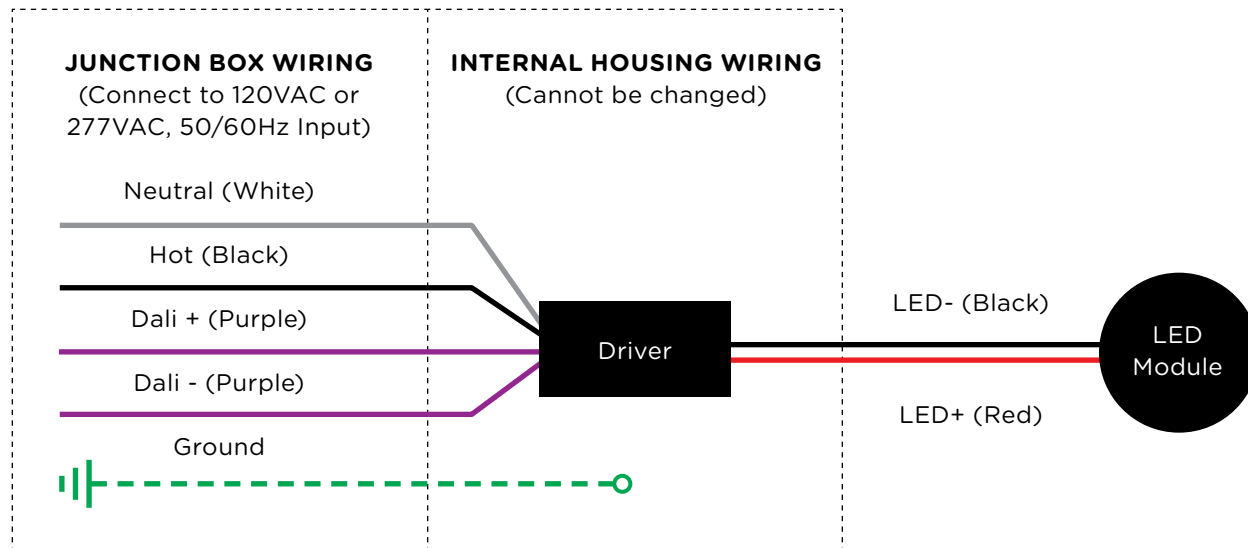 JUNCTION BOX WIRING
(Connect to 120VAC or
277VAC, 50/60Hz Input)
INTERNAL HOUSING WIRING
(Cannot be changed)
Neutral (White)
Hot (Black)
Dali + (Purple)
Dali - (Purple)
Ground
Driver
LED- (Black)
LED+ (Red)
LED
Module